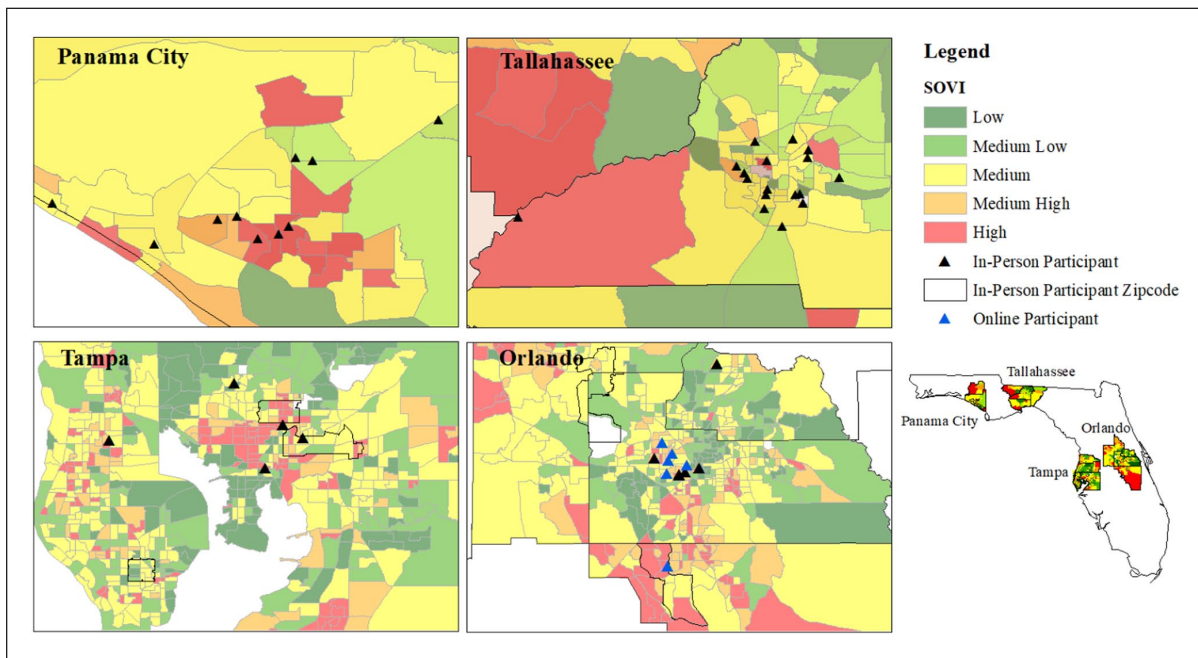 Panama City
Tallahassee
Tampa
Orlando
Legend
SOVI
Low
Medium Low
Medium
Medium High
High
In-Person Participant
In-Person Participant Zipcode
Online Participant
Tallahassee
Panama City
Orlando
Tampa